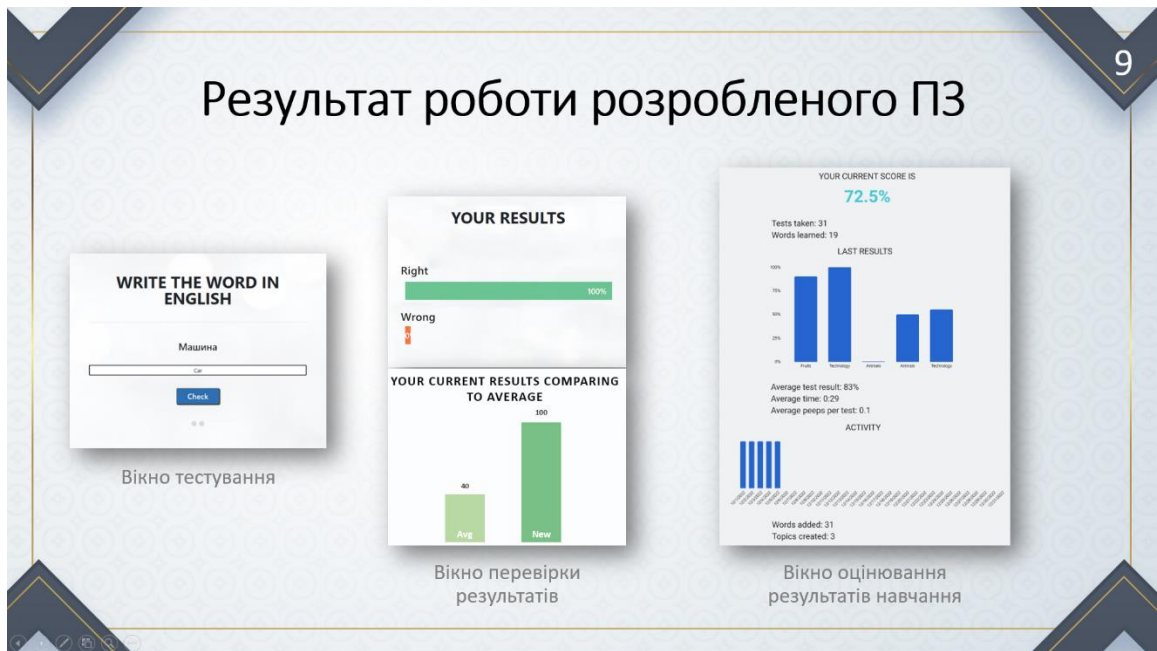 9
Результат роботи розробленого ПЗ
WRITE THE WORD IN
ENGLISH
Машина
Car
Check
Вікно тестування
YOUR RESULTS
Right
100%
Wrong
0
YOUR CURRENT RESULTS COMPARING
TO AVERAGE
100
40
Avg
New
Вікно перевірки
результатів
YOUR CURRENT SCORE IS
72.5%
Tests taken: 31
Words learned: 19
LAST RESULTS
100%
75%
50%
25%
0%
Fruits Technology Animals Animals Technology
Average test result: 83%
Average time: 0:29
Average peeps per test: 0.1
ACTIVITY
Words added: 31
Topics created: 3
Вікно оцінювання
результатів навчання